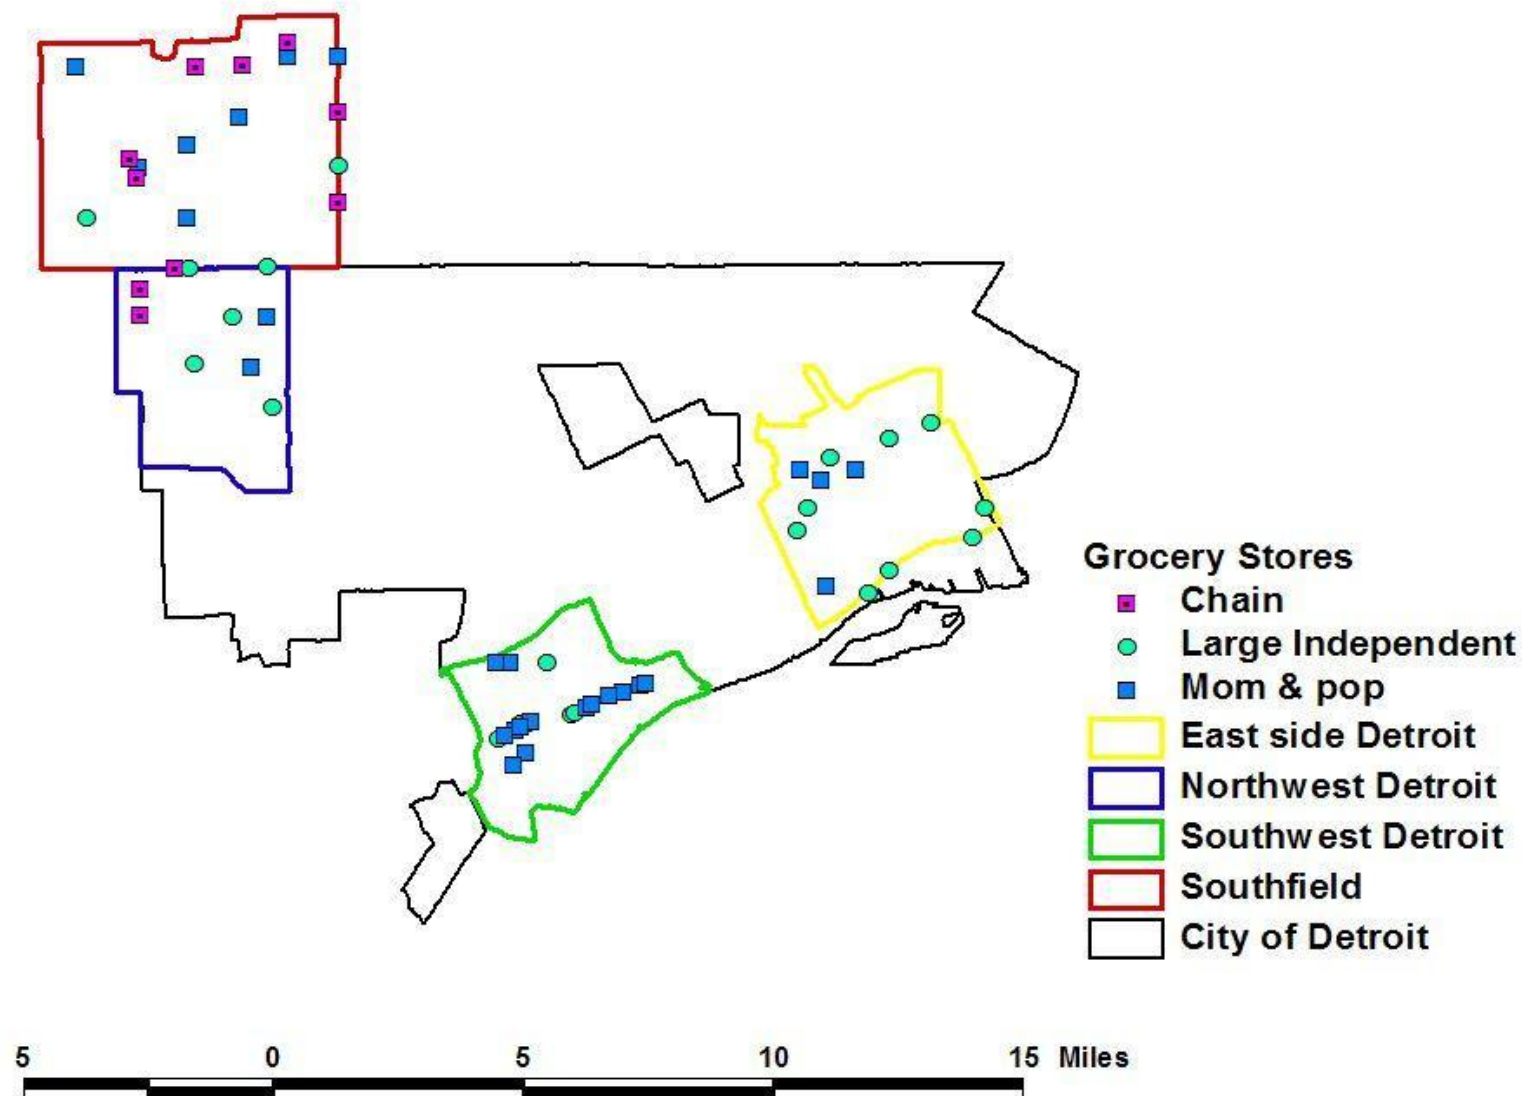 Grocery Stores
Chain
Large Independent
Mom & pop
East side Detroit
Northwest Detroit
Southwest Detroit
Southfield
City of Detroit
5 0 5 10 15 Miles